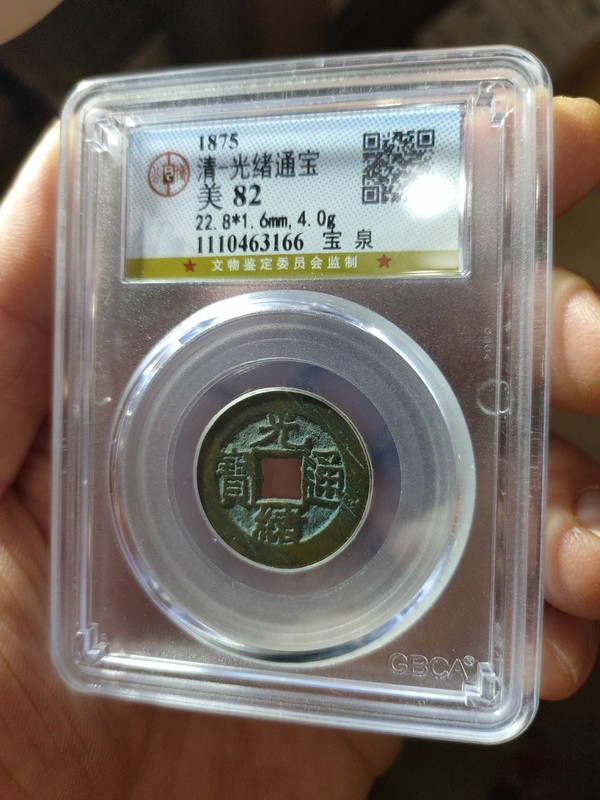 1875
清-光绪通宝
美 82
22.8*1.6mm,4.0g
1110463166 宝 泉
★ 文物鉴定委员会监制 ★
光
寶 通
緒
GBCA®